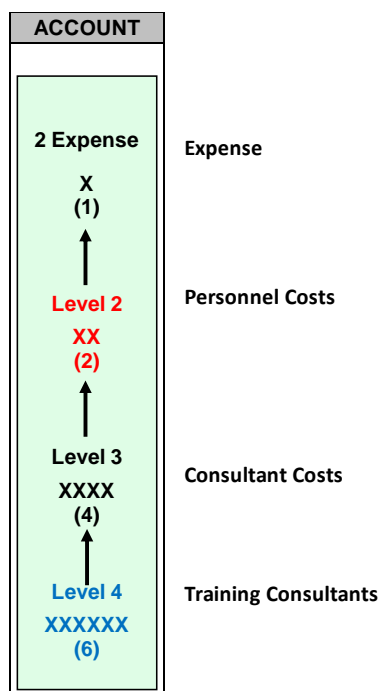 ACCOUNT
2 Expense
Expense
X
(1)
Level 2
Personnel Costs
XX
(2)
Level 3
Consultant Costs
XXXX
(4)
Level 4
Training Consultants
XXXXXX
(6)